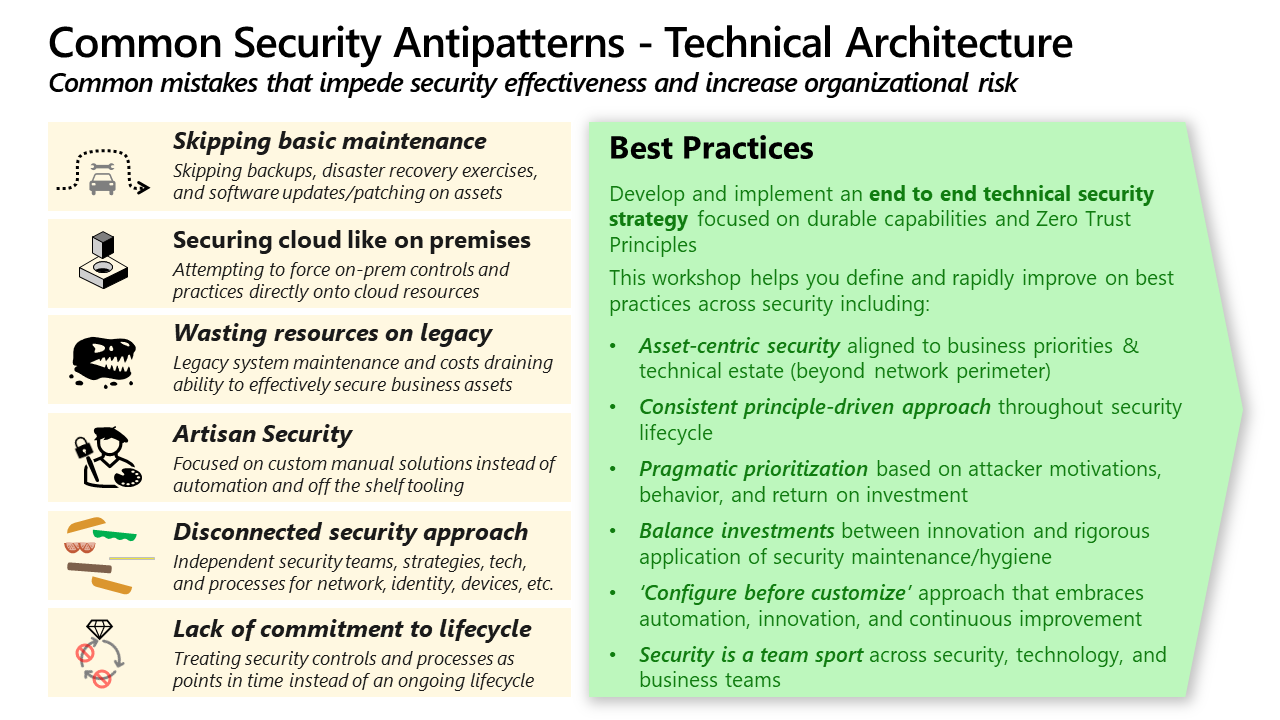 Common Security Antipatterns - Technical Architecture
Common mistakes that impede security effectiveness and increase organizational risk
Skipping basic maintenance
Skipping backups, disaster recovery exercises,
and software updates/patching on assets
Securing cloud like on premises
Attempting to force on-prem controls and
practices directly onto cloud resources
Wasting resources on legacy
Legacy system maintenance and costs draining
ability to effectively secure business assets
Artisan Security
Focused on custom manual solutions instead of
automation and off the shelf tooling
Disconnected security approach
Independent security teams, strategies, tech,
and processes for network, identity, devices, etc.
Lack of commitment to lifecycle
Treating security controls and processes as
points in time instead of an ongoing lifecycle
Best Practices
Develop and implement an end to end technical security
strategy focused on durable capabilities and Zero Trust
Principles
This workshop helps you define and rapidly improve on best
practices across security including:
• Asset-centric security aligned to business priorities &
technical estate (beyond network perimeter)
• Consistent principle-driven approach throughout security
lifecycle
• Pragmatic prioritization based on attacker motivations,
behavior, and return on investment
• Balance investments between innovation and rigorous
application of security maintenance/hygiene
• ‘Configure before customize’ approach that embraces
automation, innovation, and continuous improvement
• Security is a team sport across security, technology, and
business teams